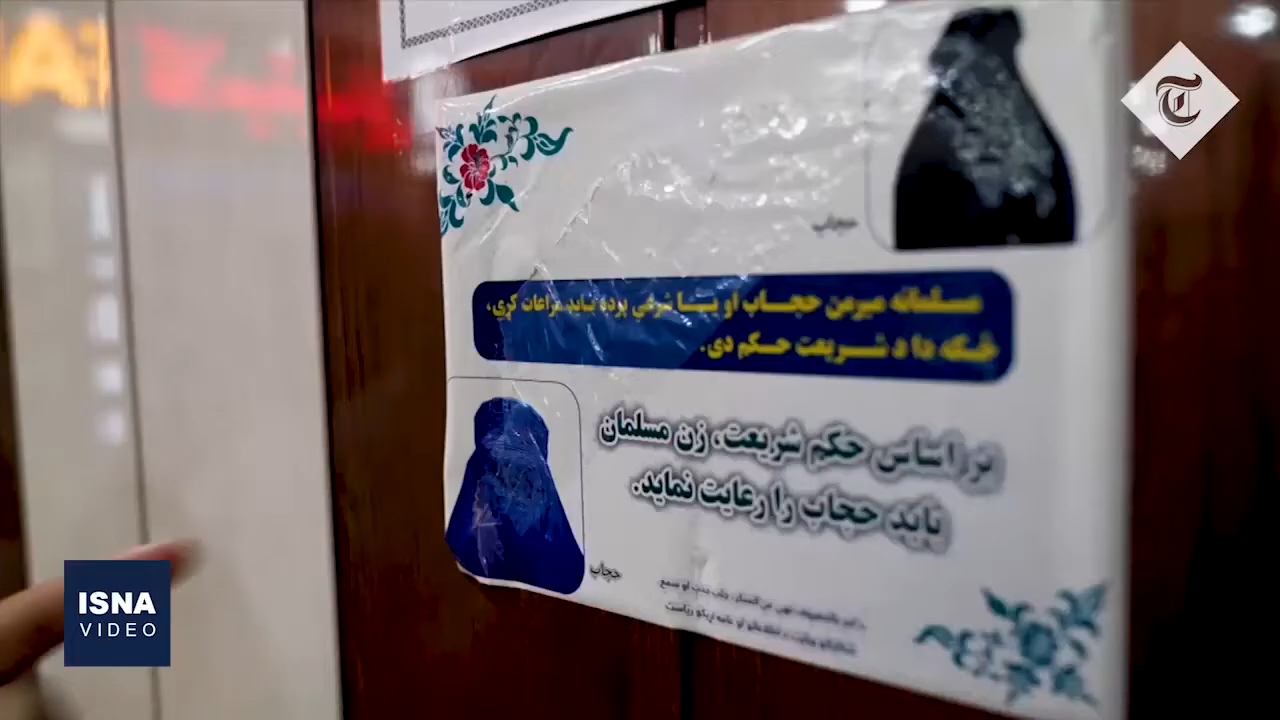 حجاب
مسلمانه میرمن حجاب او یا شرعي پرده باید مراعات کړي،
ځکه دا د شریعت حکم دی.
بر اساس حکم شریعت، زن مسلمان
باید حجاب را رعایت نماید.
حجاب
ISNA
VIDEO